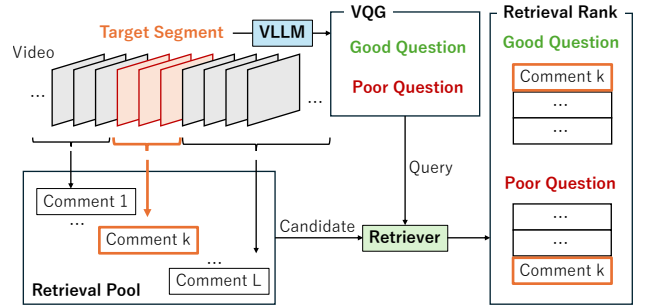 Target Segment
VLLM
VQG
Good Question
Poor Question
Retrieval Rank
Good Question
Comment k
...
...
Poor Question
...
...
Comment k
Video
...
...
Query
Comment 1
...
Comment k
...
Comment L
Retrieval Pool
Candidate
Retriever